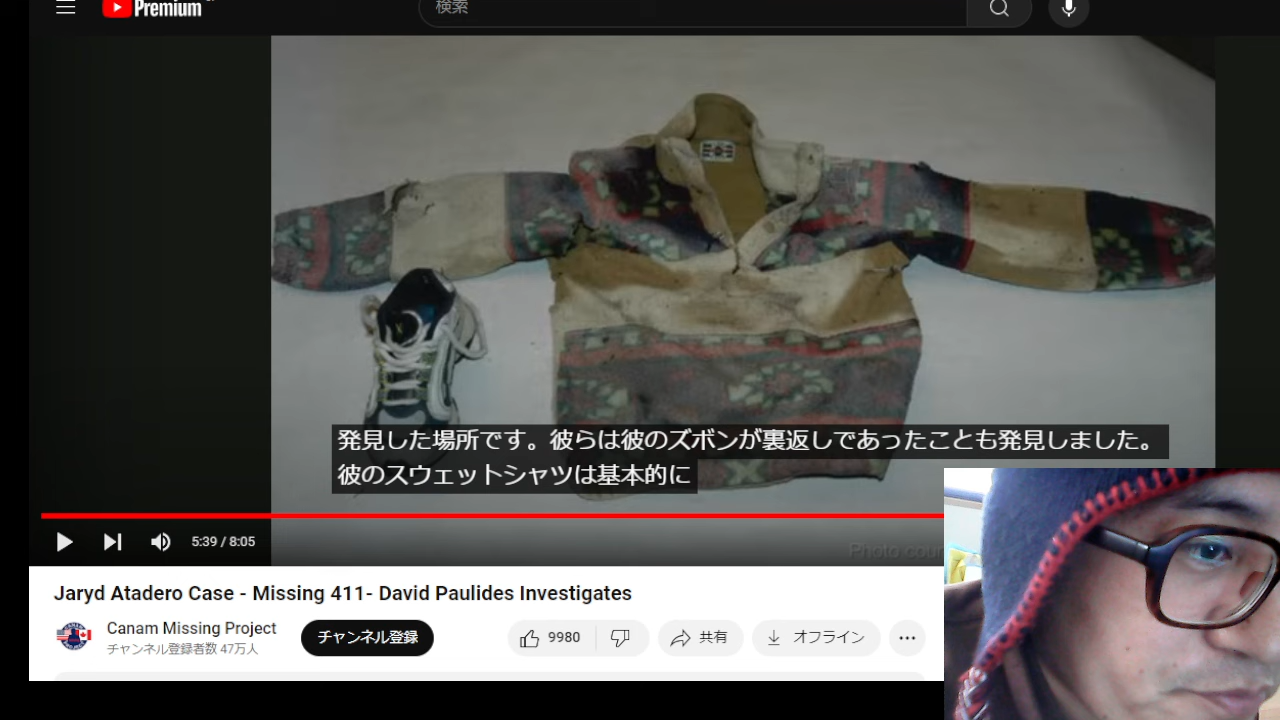 Premium
検索
発見した場所です。彼らは彼のズボンが裏返しであったことも発見しました。
彼のスウェットシャツは基本的に
5:39 / 8:05
Jaryd Atadero Case - Missing 411- David Paulides Investigates
Canam Missing Project
チャンネル登録者数 47万人
チャンネル登録
9980
共有
オフライン